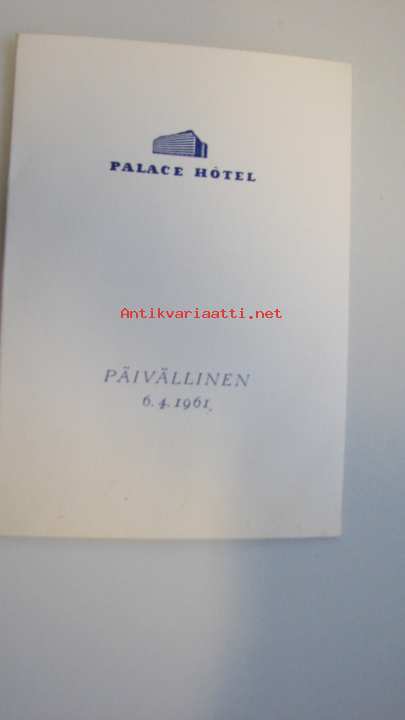 PALACE HÔTEL
Antikvariaatti.net
PÄIVÄLLINEN
6.4.1961.